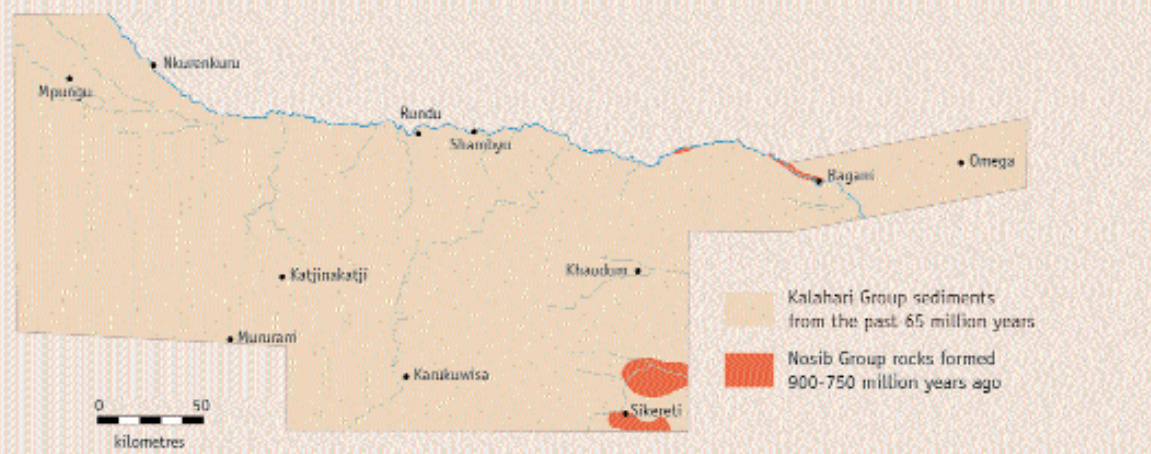 Nkurenkuru
Mpungu
Rundu
Shambyu
Omega
Bagani
Khaudum
Katjinakatji
Kalahari Group sediments
from the past 65 million years
Mururani
Nosib Group rocks formed
900-750 million years ago
Karukuwisa
0 50
kilometres
Sikereti